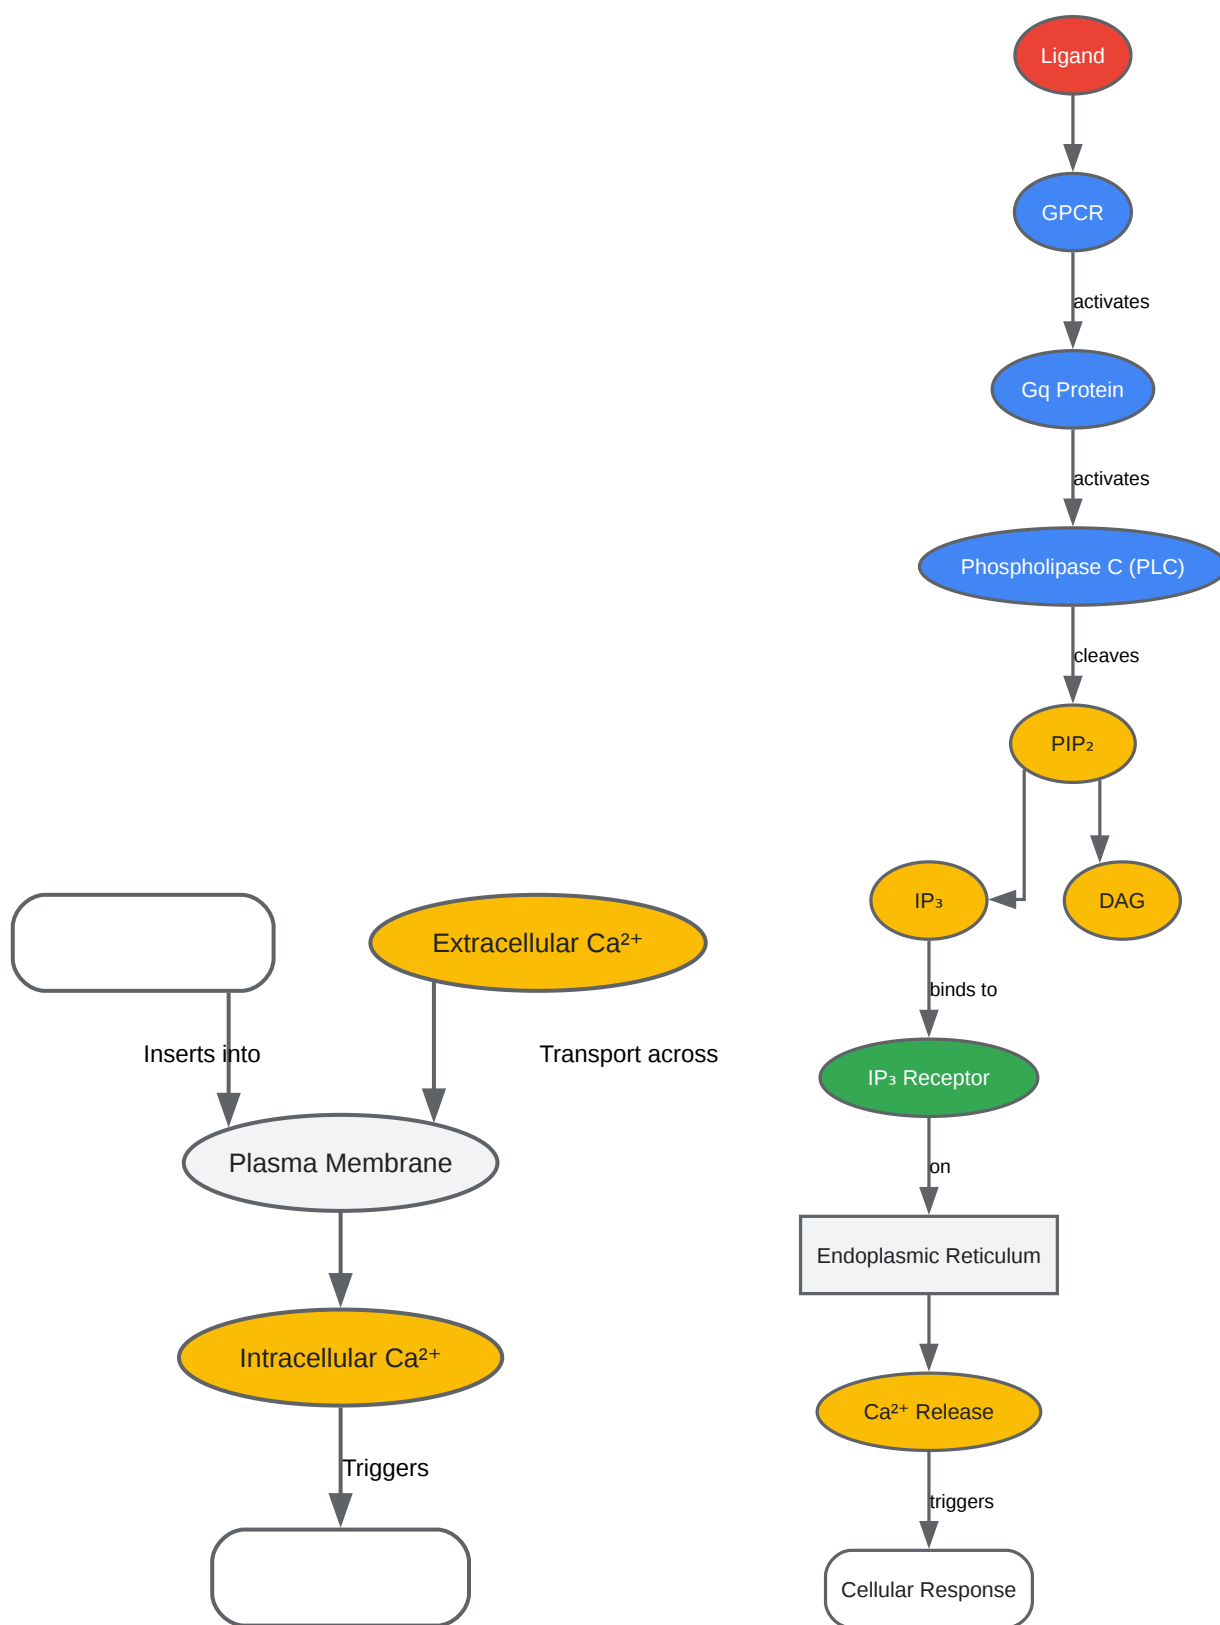 Ligand
GPCR
activates
Gq Protein
activates
Phospholipase C (PLC)
cleaves
PIP₂
IP₃
DAG
binds to
IP₃ Receptor
on
Endoplasmic Reticulum
Ca²⁺ Release
triggers
Cellular Response
Extracellular Ca²⁺
Inserts into
Transport across
Plasma Membrane
Intracellular Ca²⁺
Triggers